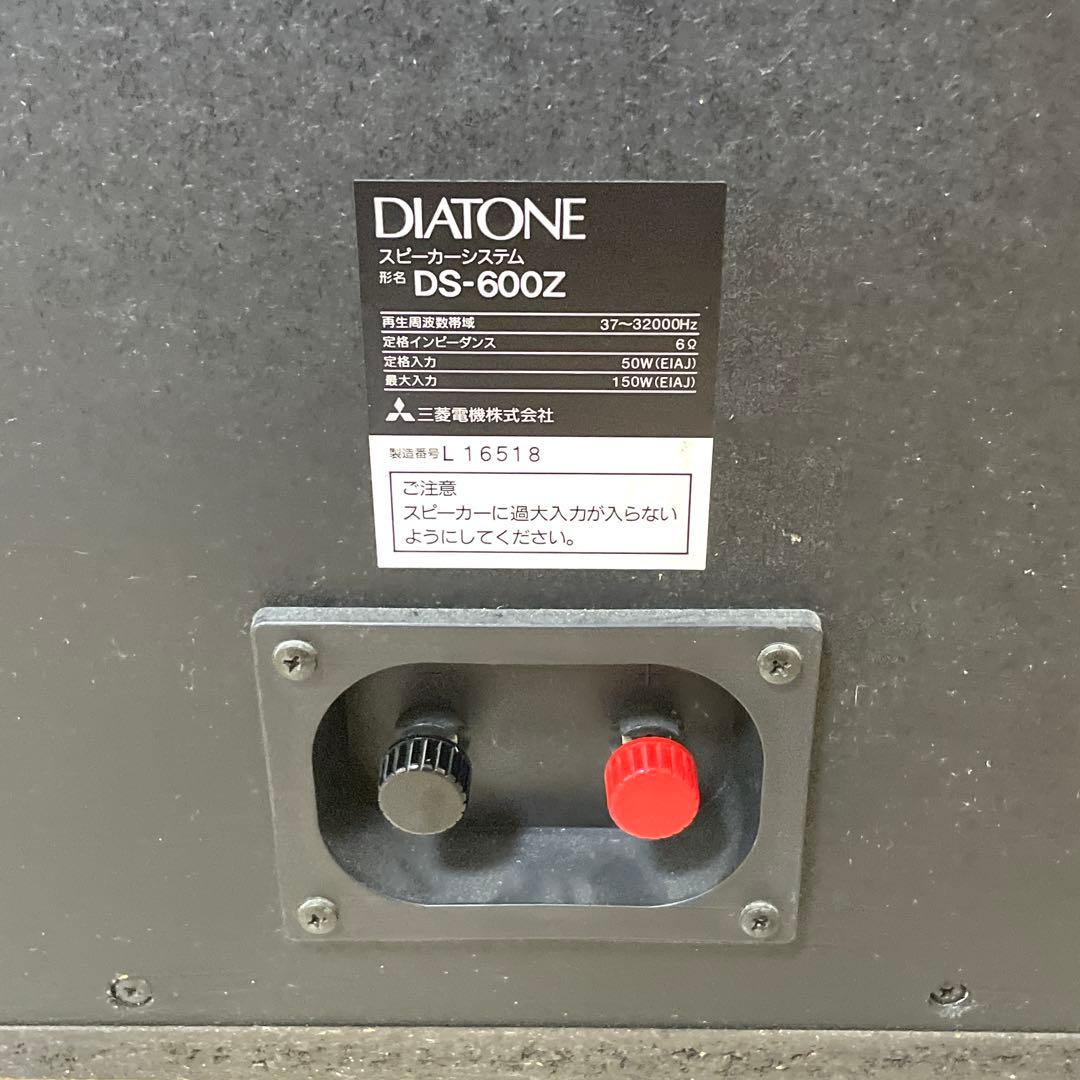 DIATONE
スピーカーシステム
形名 DS-600Z
再生周波数帯域 37〜32000Hz
定格インピーダンス 6Ω
定格入力 50W(EIAJ)
最大入力 150W(EIAJ)
三菱電機株式会社
製造番号 L 16518
ご注意
スピーカーに過大入力が入らない
ようにしてください。